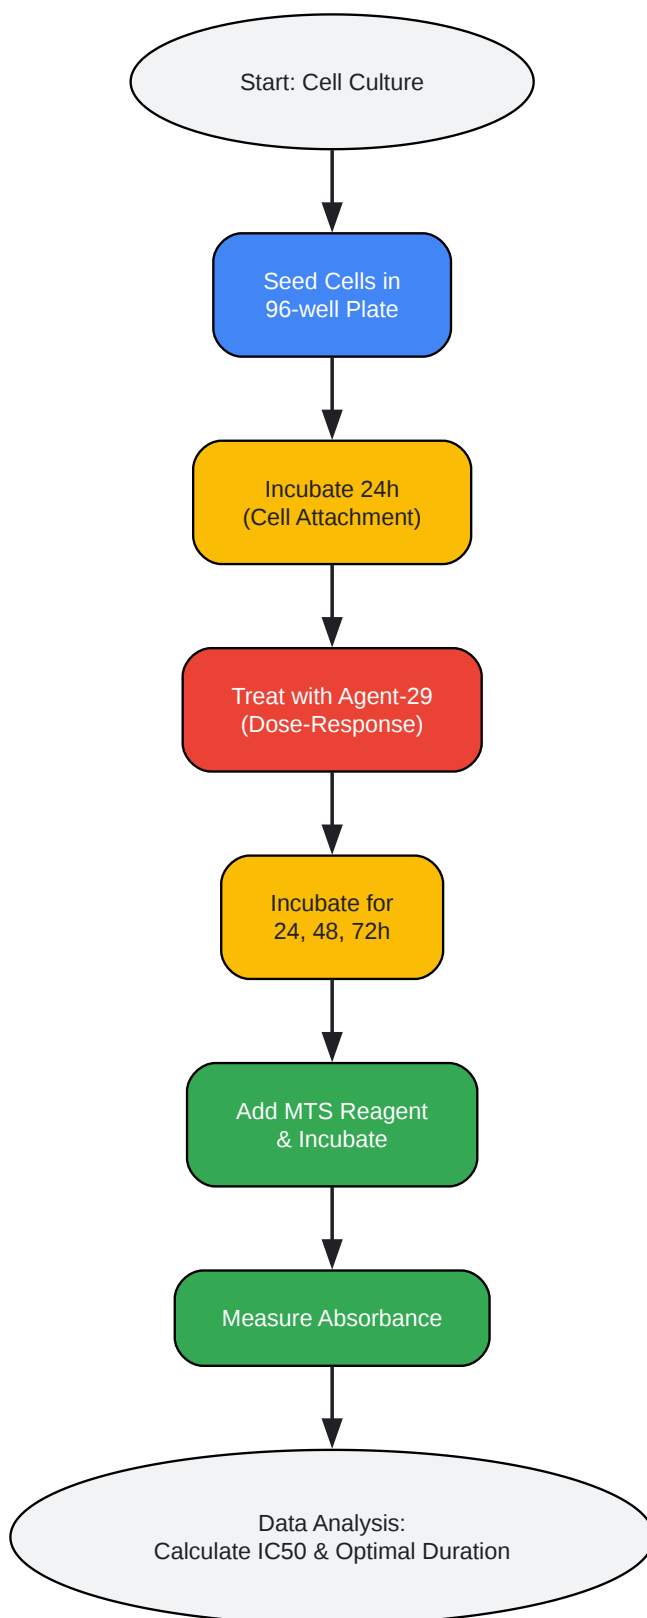 Start: Cell Culture
Seed Cells in
96-well Plate
Incubate 24h
(Cell Attachment)
Treat with Agent-29
(Dose-Response)
Incubate for
24, 48, 72h
Add MTS Reagent
& Incubate
Measure Absorbance
Data Analysis:
Calculate IC50 & Optimal Duration